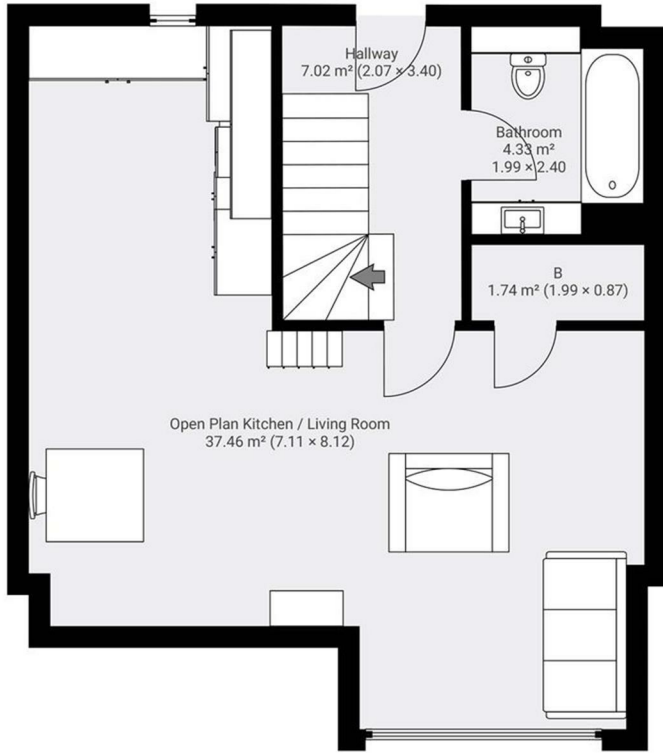 Hallway
7.02 m² (2.07 × 3.40)
Bathroom
4.33 m²
1.99 × 2.40
B
1.74 m² (1.99 × 0.87)
Open Plan Kitchen / Living Room
37.46 m² (7.11 × 8.12)